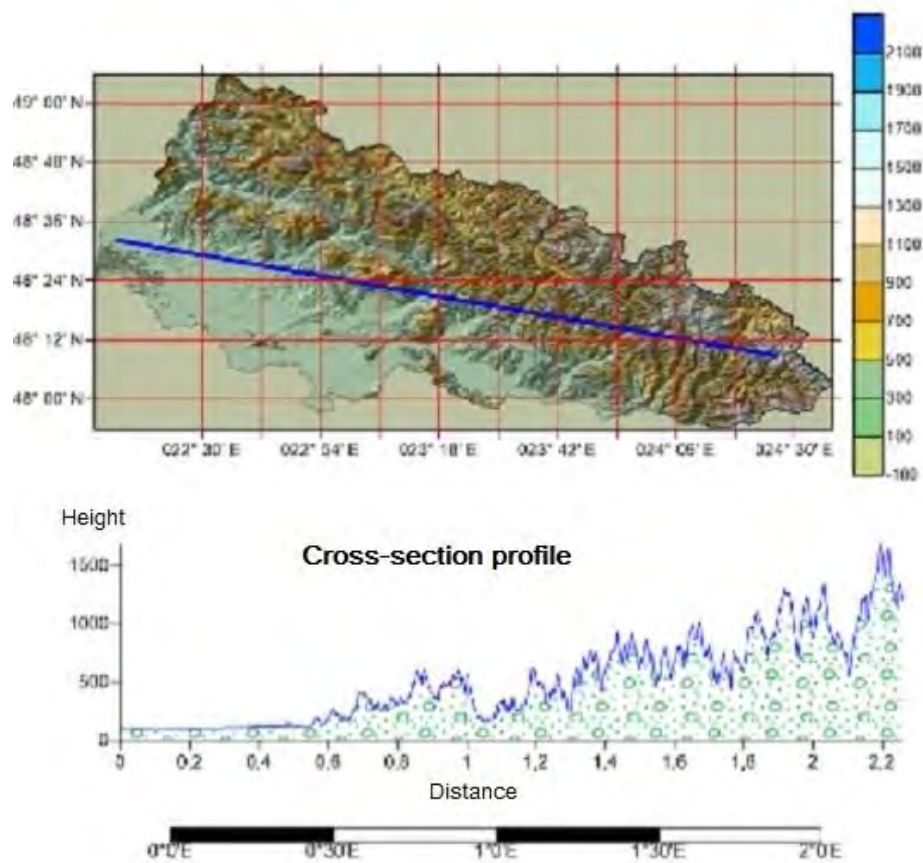 2100
1900
1700
1500
1300
1100
900
700
500
300
100
-100
49° 00' N
48° 48' N
48° 36' N
48° 24' N
48° 12' N
48° 00' N
022° 30' E 022° 54' E 023° 18' E 023° 42' E 024° 06' E 024° 30' E
Height
Cross-section profile
1500
1000
500
0
0 0,2 0,4 0,6 0,8 1 1,2 1,4 1,6 1,8 2 2,2
Distance
0°0'E 0°30'E 1°0'E 1°30'E 2°0'E